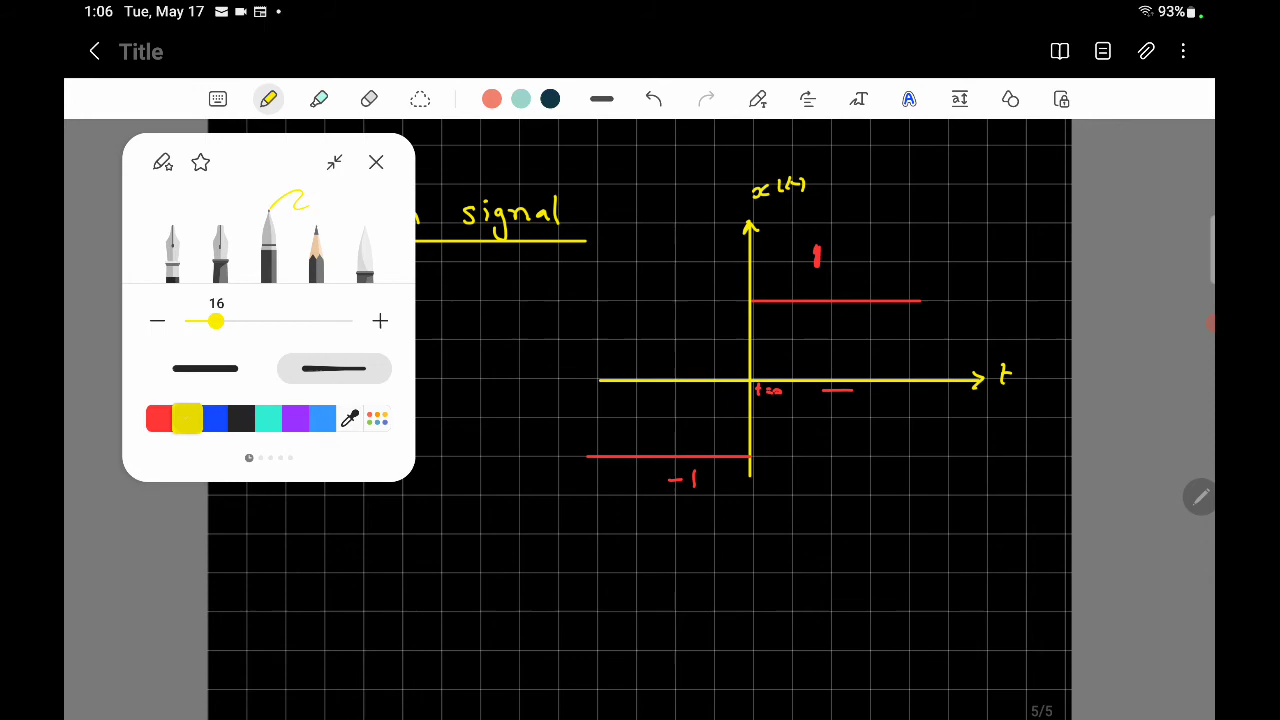 1:06 Tue, May 17
93%
Title
x(t)
signal
1
16
t
t=0
-1
5/5